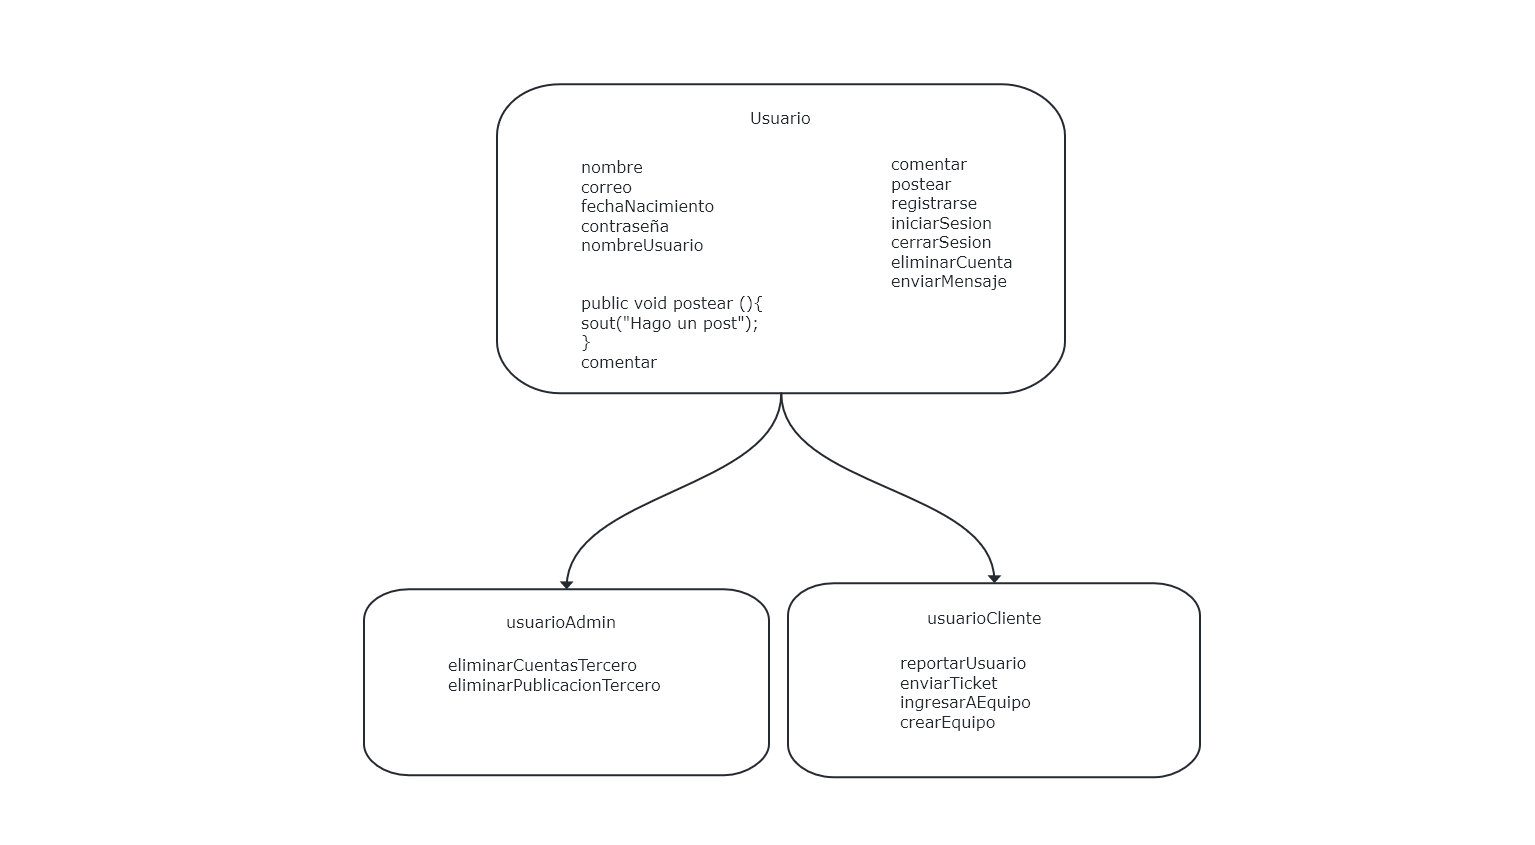 Usuario
nombre
correo
fechaNacimiento
contraseña
nombreUsuario
public void postear (){
sout("Hago un post");
}
comentar
comentar
postear
registrarse
iniciarSesion
cerrarSesion
eliminarCuenta
enviarMensaje
usuarioAdmin
eliminarCuentasTercero
eliminarPublicacionTercero
usuarioCliente
reportarUsuario
enviarTicket
ingresarAEquipo
crearEquipo